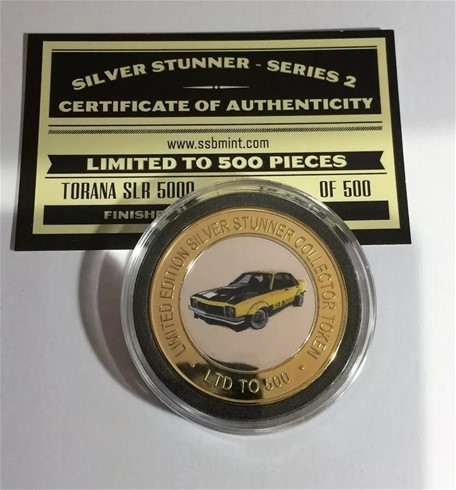 SILVER STUNNER - SERIES 2
CERTIFICATE OF AUTHENTICITY
www.ssbmint.com
LIMITED TO 500 PIECES
TORANA SLR 5000 OF 500
LIMITED EDITION SILVER STUNNER COLLECTOR TOKEN
LTD TO 500